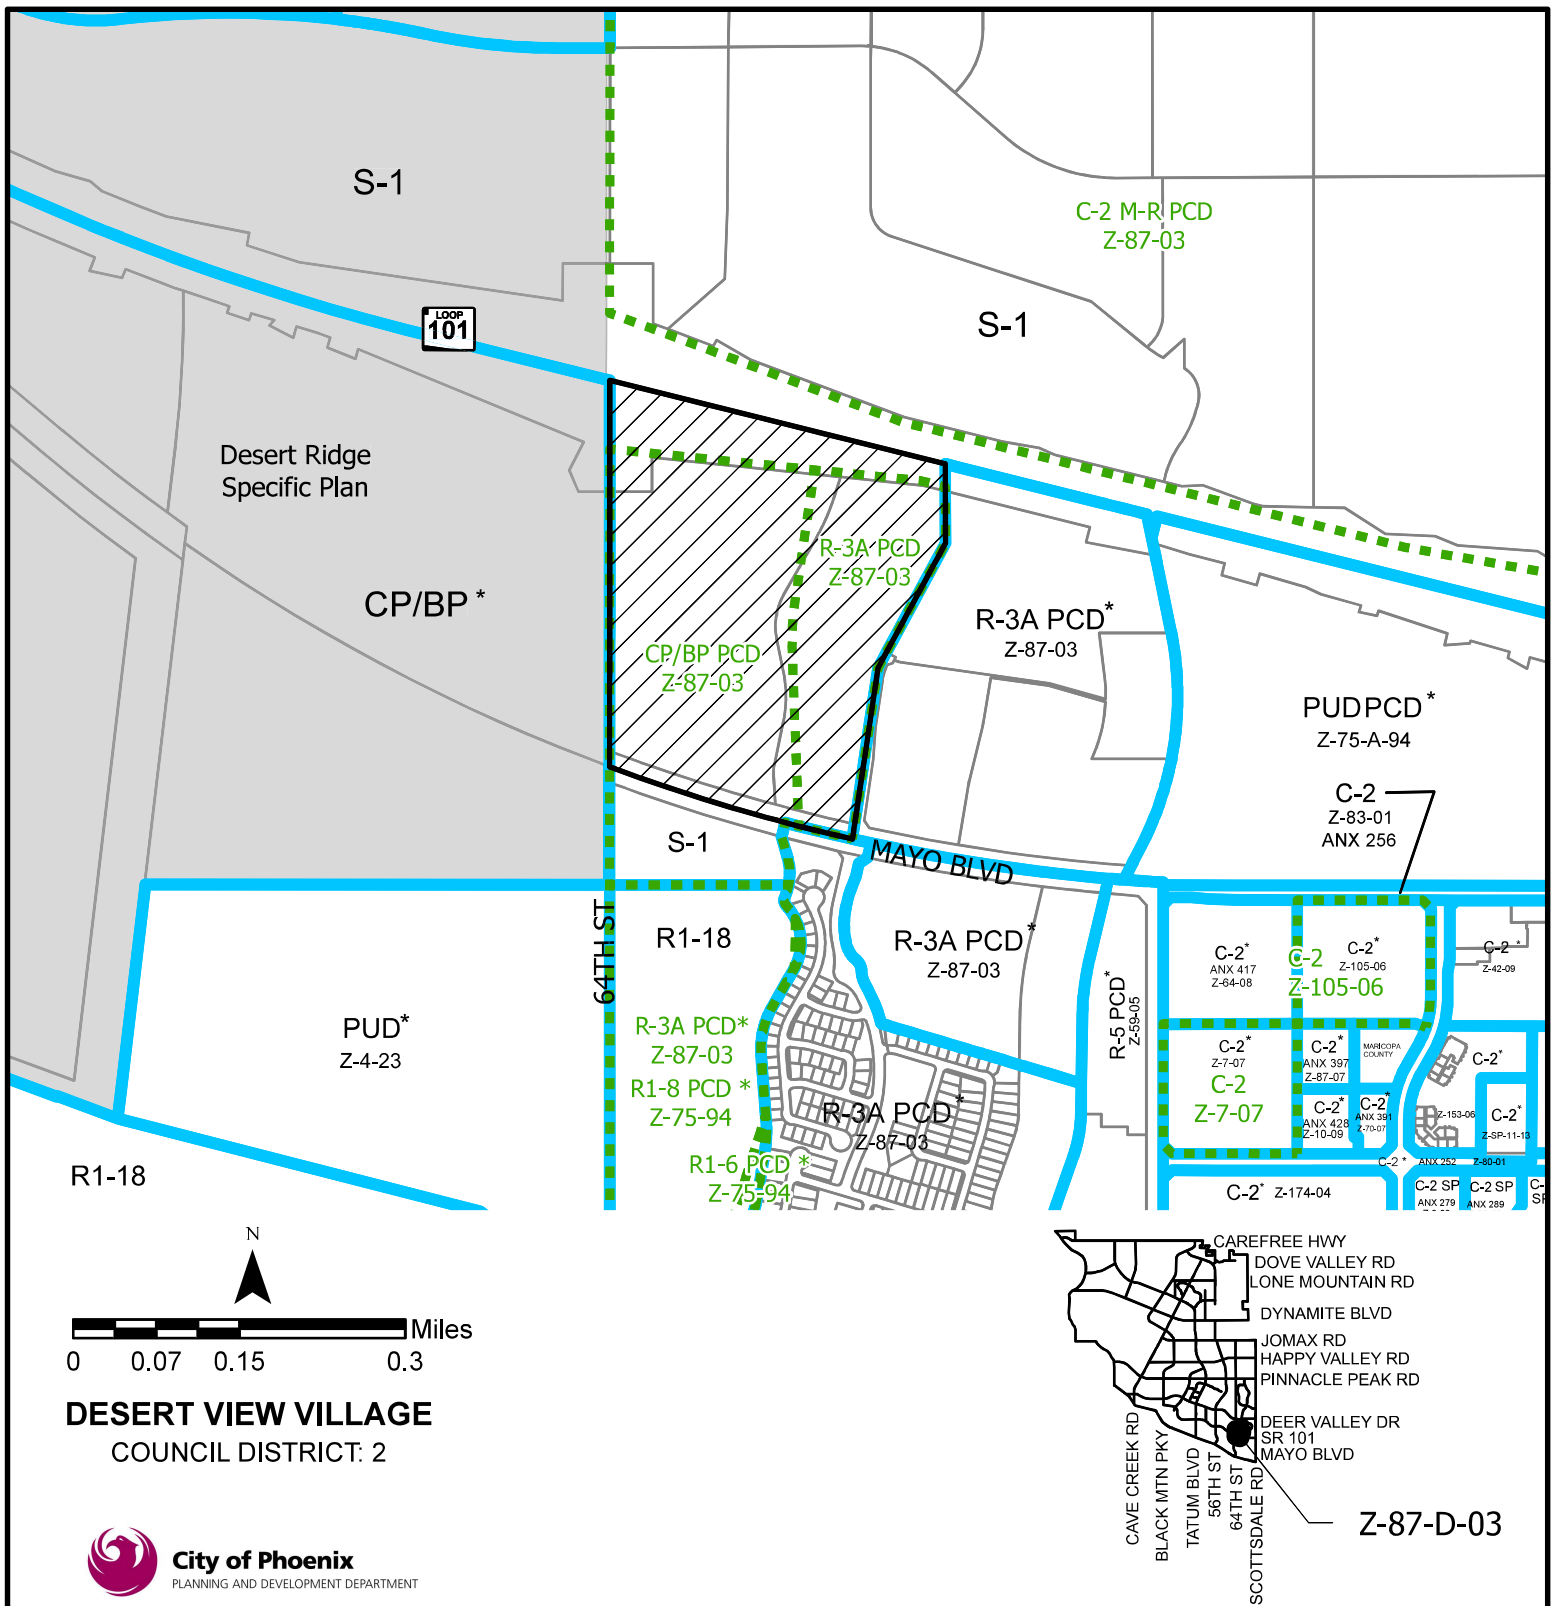 S-1
C-2 M-R PCD
Z-87-03
S-1
LOOP
101
Desert Ridge
Specific Plan
R-3A PCD
Z-87-03
CP/BP *
R-3A PCD*
Z-87-03
CP/BP PCD
Z-87-03
PUD PCD*
Z-75-A-94
C-2
Z-83-01
ANX 256
S-1
MAYO BLVD
64TH ST
R1-18
R-3A PCD*
Z-87-03
R-5 PCD*
Z-59-05
C-2*
ANX 417
Z-64-08
C-2
Z-105-06
C-2*
Z-105-06
C-2*
Z-42-09
PUD*
Z-4-23
R-3A PCD*
Z-87-03
R1-8 PCD *
Z-75-94
R-3A PCD*
Z-87-03
R1-6 PCD *
Z-75-94
C-2*
Z-7-07
C-2
Z-7-07
C-2*
ANX 397
Z-87-07
MARICOPA
COUNTY
C-2*
C-2*
ANX 428
Z-10-09
C-2*
ANX 391
Z-70-07
Z-153-06
C-2*
Z-SP-11-13
C-2 *
ANX 252
Z-80-01
C-2* Z-174-04
C-2 SP
ANX 279
C-2 SP
ANX 289
R1-18
N
Miles
0 0.07 0.15 0.3
DESERT VIEW VILLAGE
COUNCIL DISTRICT: 2
City of Phoenix
PLANNING AND DEVELOPMENT DEPARTMENT
CAREFREE HWY
DOVE VALLEY RD
LONE MOUNTAIN RD
DYNAMITE BLVD
JOMAX RD
HAPPY VALLEY RD
PINNACLE PEAK RD
DEER VALLEY DR
SR 101
MAYO BLVD
CAVE CREEK RD
BLACK MTN PKY
TATUM BLVD
56TH ST
64TH ST
SCOTTSDALE RD
Z-87-D-03